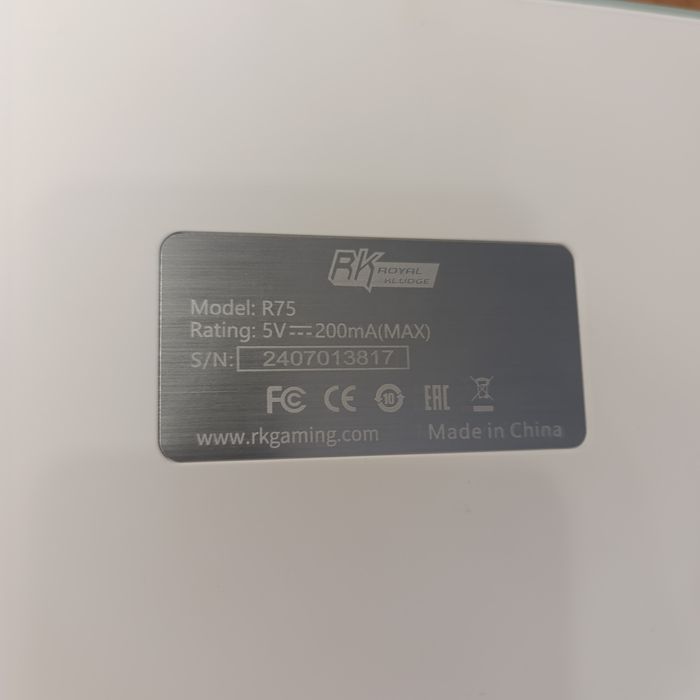 RK ROYAL KLUDGE
Model: R75
Rating: 5V⎓200mA(MAX)
S/N: 2407013817
FC CE 10 EAC
www.rkgaming.com Made in China